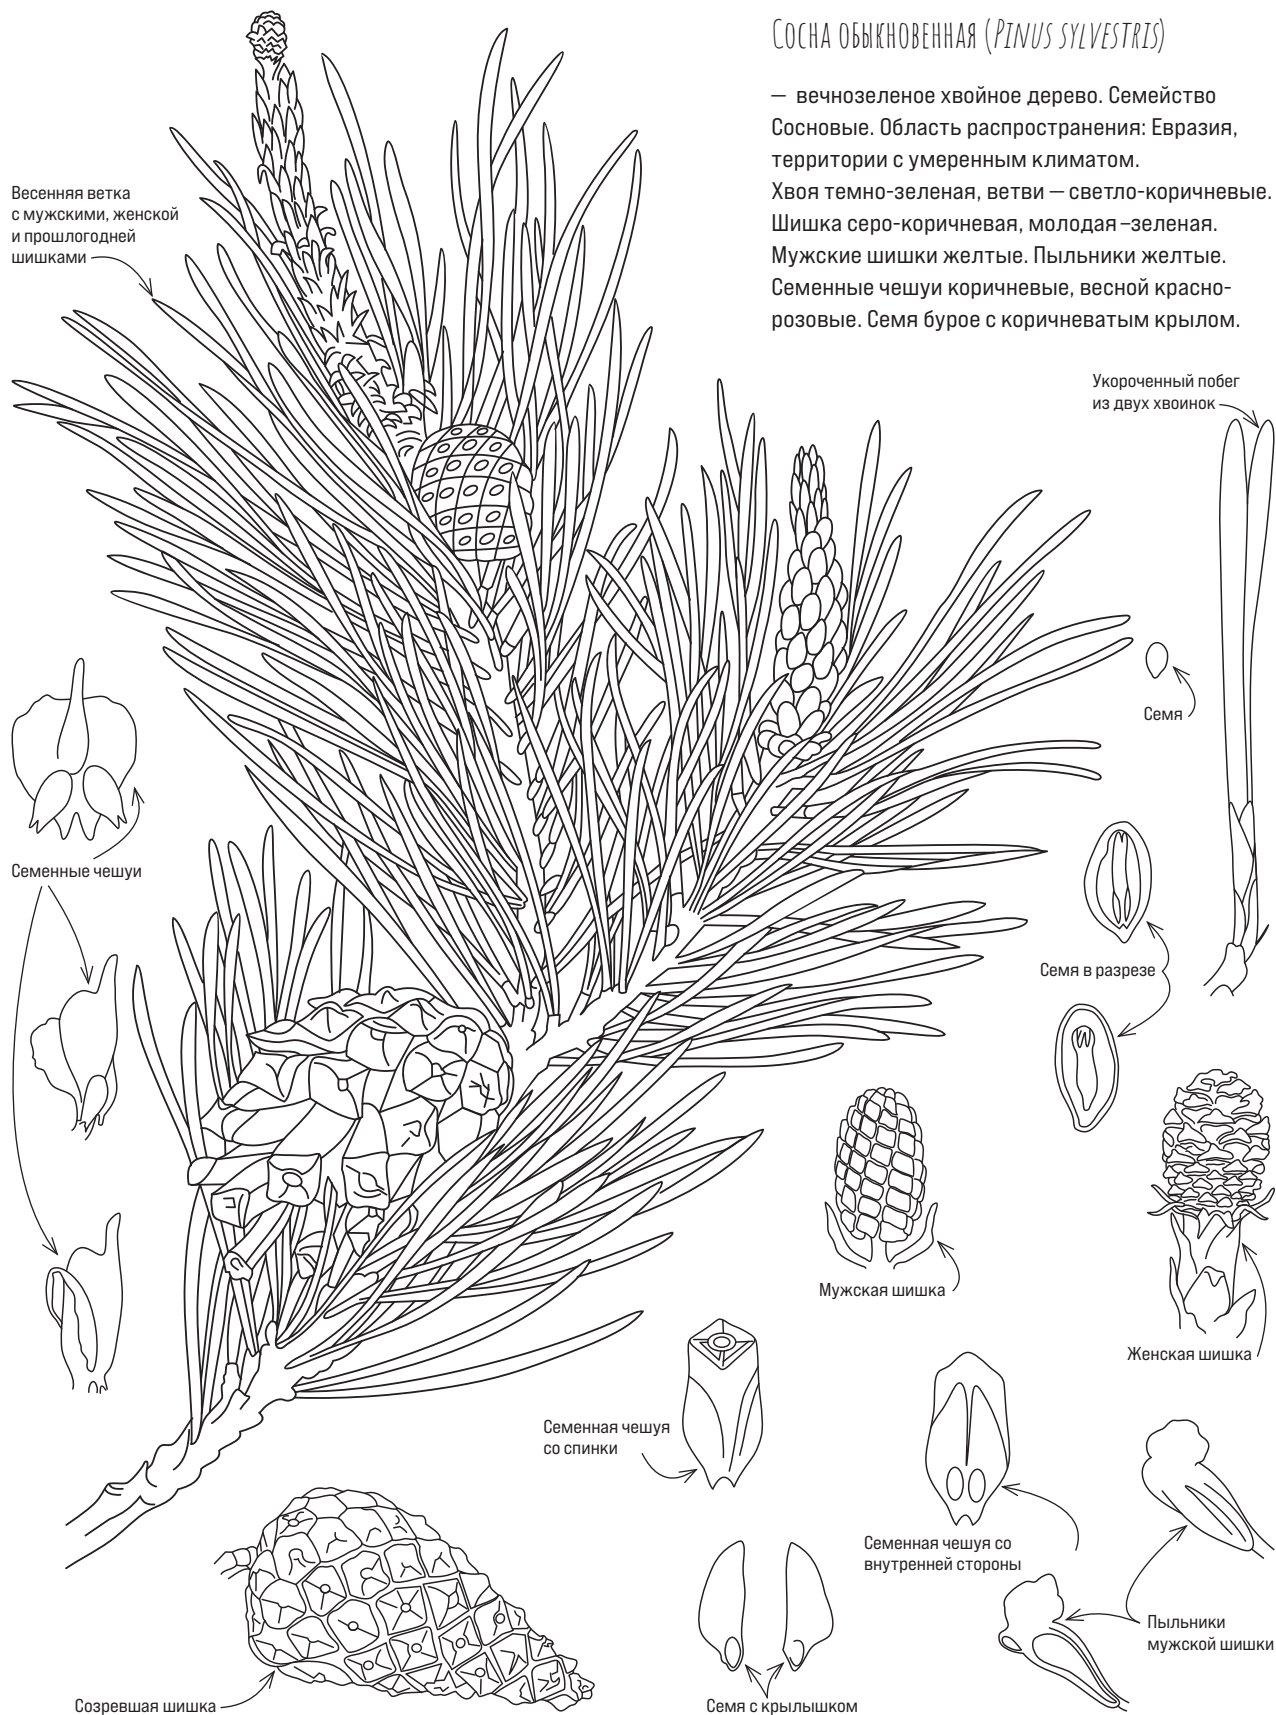 Сосна обыкновенная (Pinus sylvestris)
— вечнозеленое хвойное дерево. Семейство
Сосновые. Область распространения: Евразия,
территории с умеренным климатом.
Хвоя темно-зеленая, ветви — светло-коричневые.
Шишка серо-коричневая, молодая –зеленая.
Мужские шишки желтые. Пыльники желтые.
Семенные чешуи коричневые, весной красно-
розовые. Семя бурое с коричневатым крылом.
Весенняя ветка
с мужскими, женской
и прошлогодней
шишками
Укороченный побег
из двух хвоинок
Семя
Семенные чешуи
Семя в разрезе
Мужская шишка
Женская шишка
Семенная чешуя
со спинки
Семенная чешуя со
внутренней стороны
Пыльники
мужской шишки
Созревшая шишка
Семя с крылышком